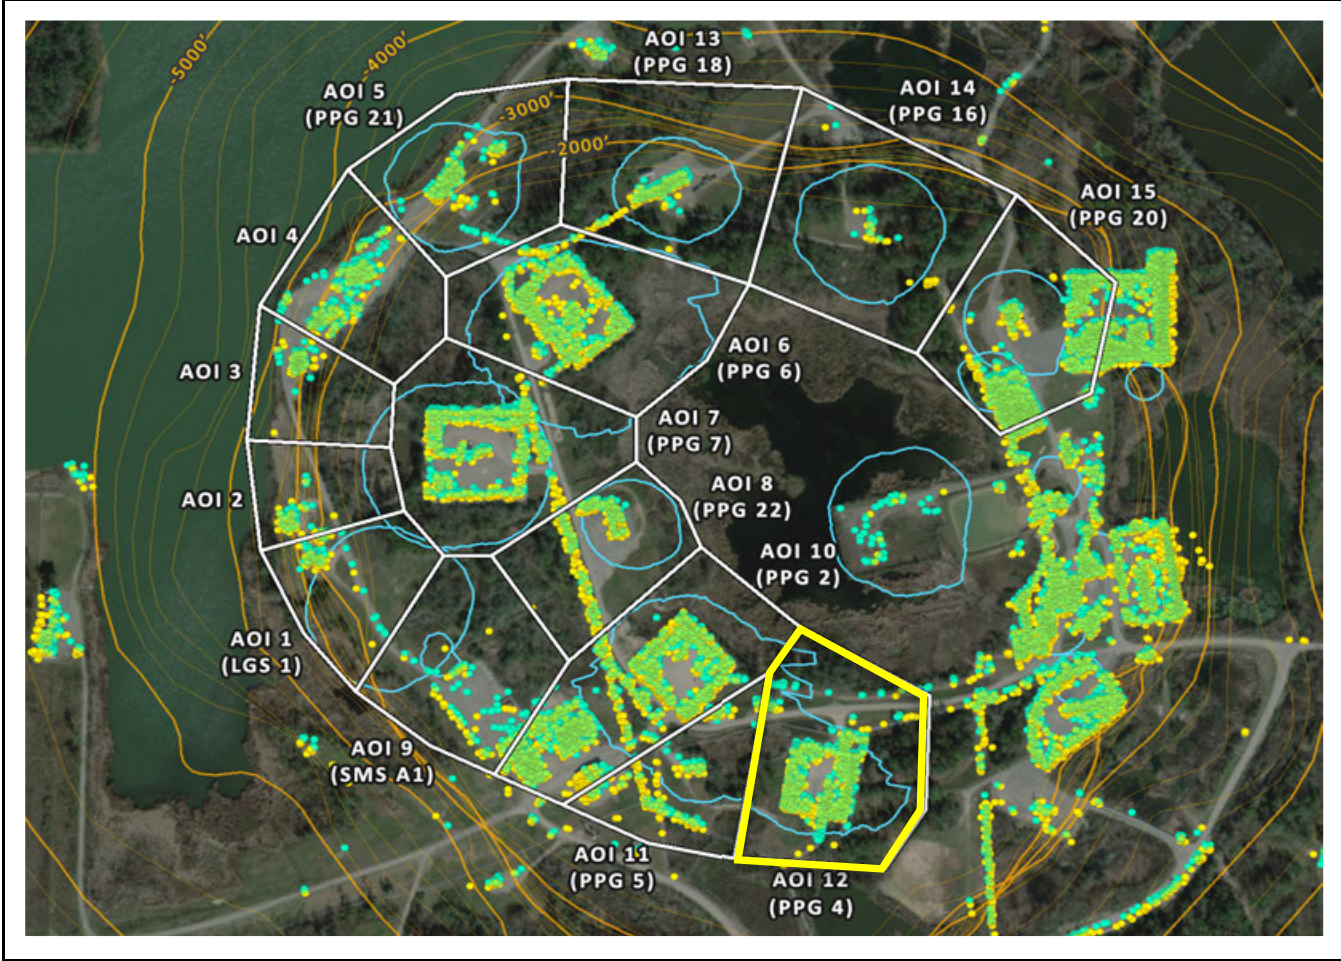 -5000'
-4000'
AOI 13
(PPG 18)
AOI 5
(PPG 21)
-3000'
-2000'
AOI 14
(PPG 16)
AOI 15
(PPG 20)
AOI 4
AOI 3
AOI 6
(PPG 6)
AOI 7
(PPG 7)
AOI 2
AOI 8
(PPG 22)
AOI 10
(PPG 2)
AOI 1
(LGS 1)
AOI 9
(SMS A1)
AOI 11
(PPG 5)
AOI 12
(PPG 4)